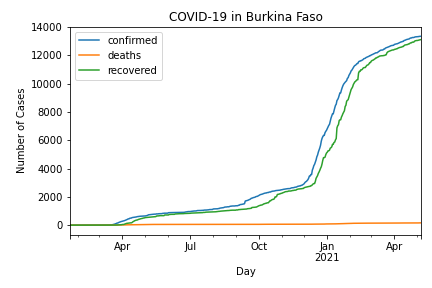 COVID-19 in Burkina Faso
14000
12000
10000
8000
6000
4000
2000
0
Number of Cases
confirmed
deaths
recovered
Apr
Jul
Oct
Jan
2021
Apr
Day